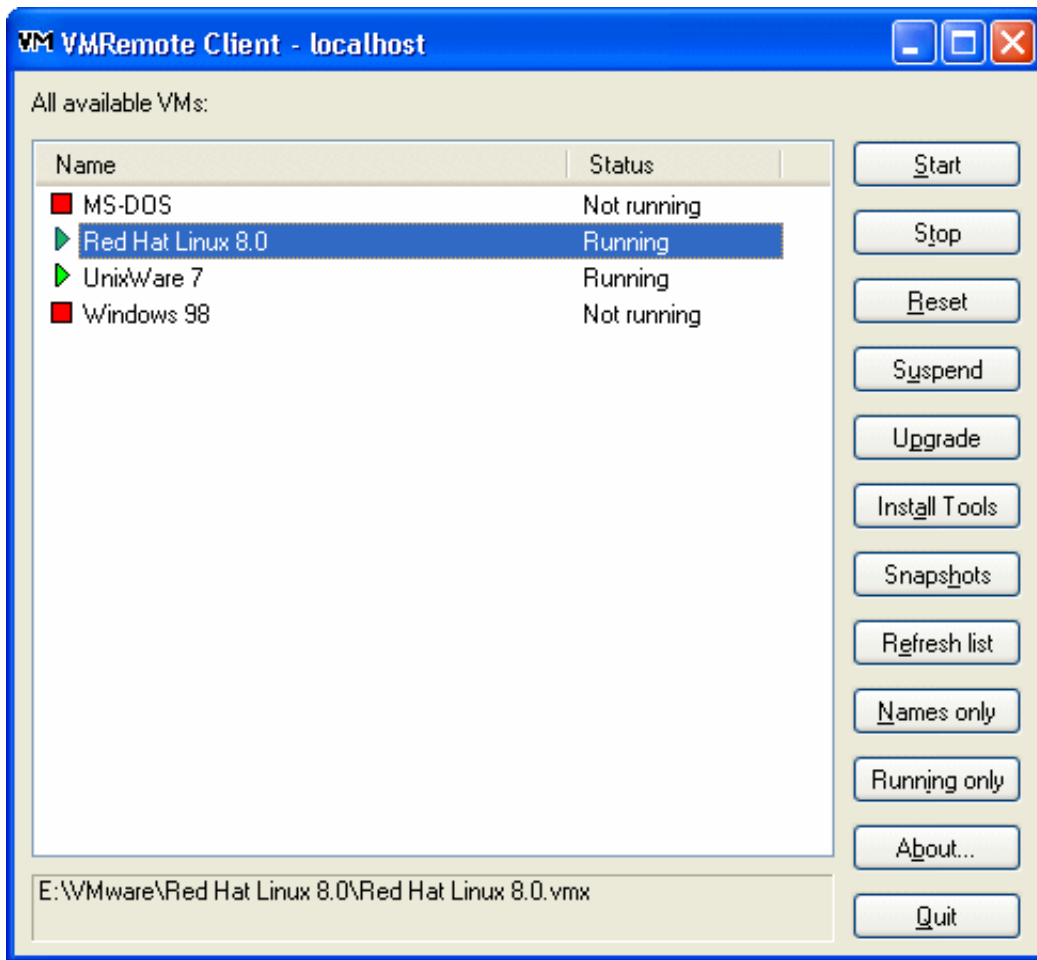 VM VMRemote Client - localhost
All available VMs:
Name Status
MS-DOS Not running
Red Hat Linux 8.0 Running
UnixWare 7 Running
Windows 98 Not running
E:\VMware\Red Hat Linux 8.0\Red Hat Linux 8.0.vmx
Start
Stop
Reset
Suspend
Upgrade
Install Tools
Snapshots
Refresh list
Names only
Running only
About...
Quit